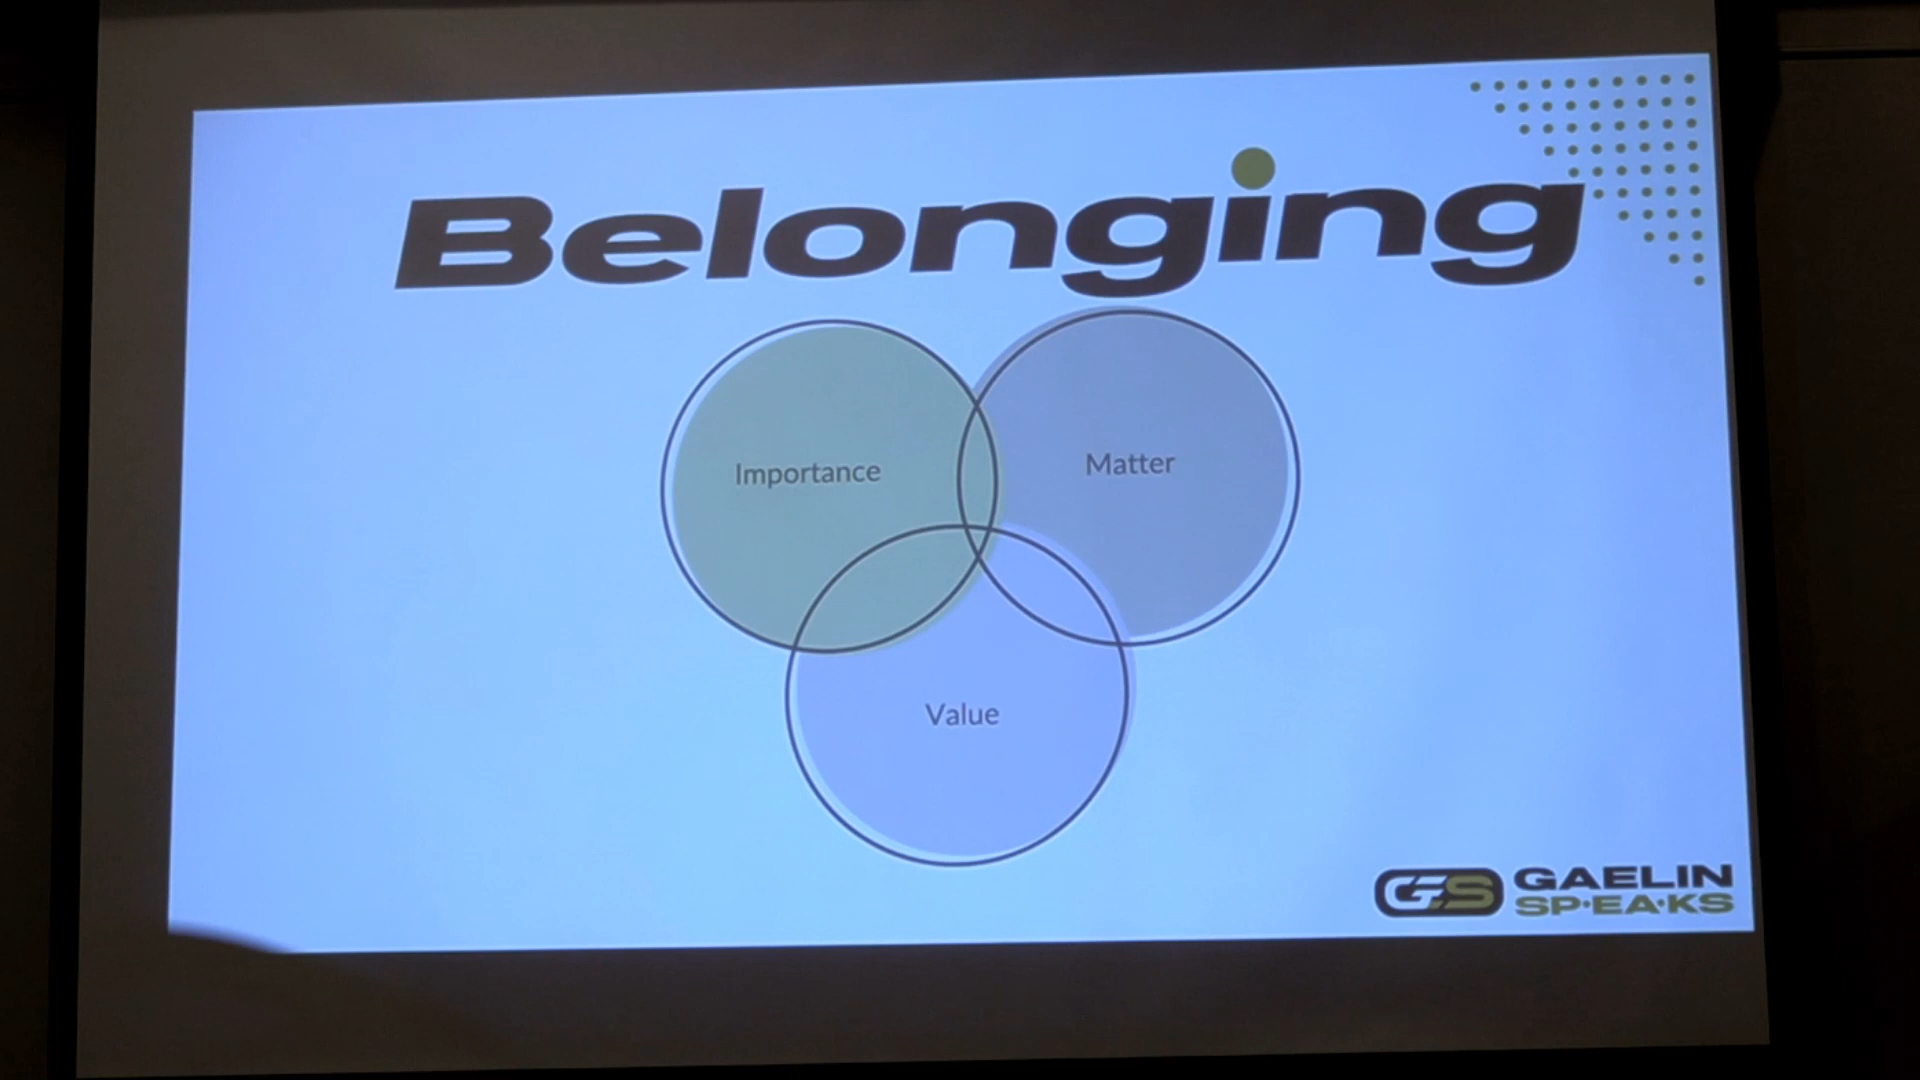 Belonging
Importance
Matter
Value
GS
GAELIN
SP·EA·KS